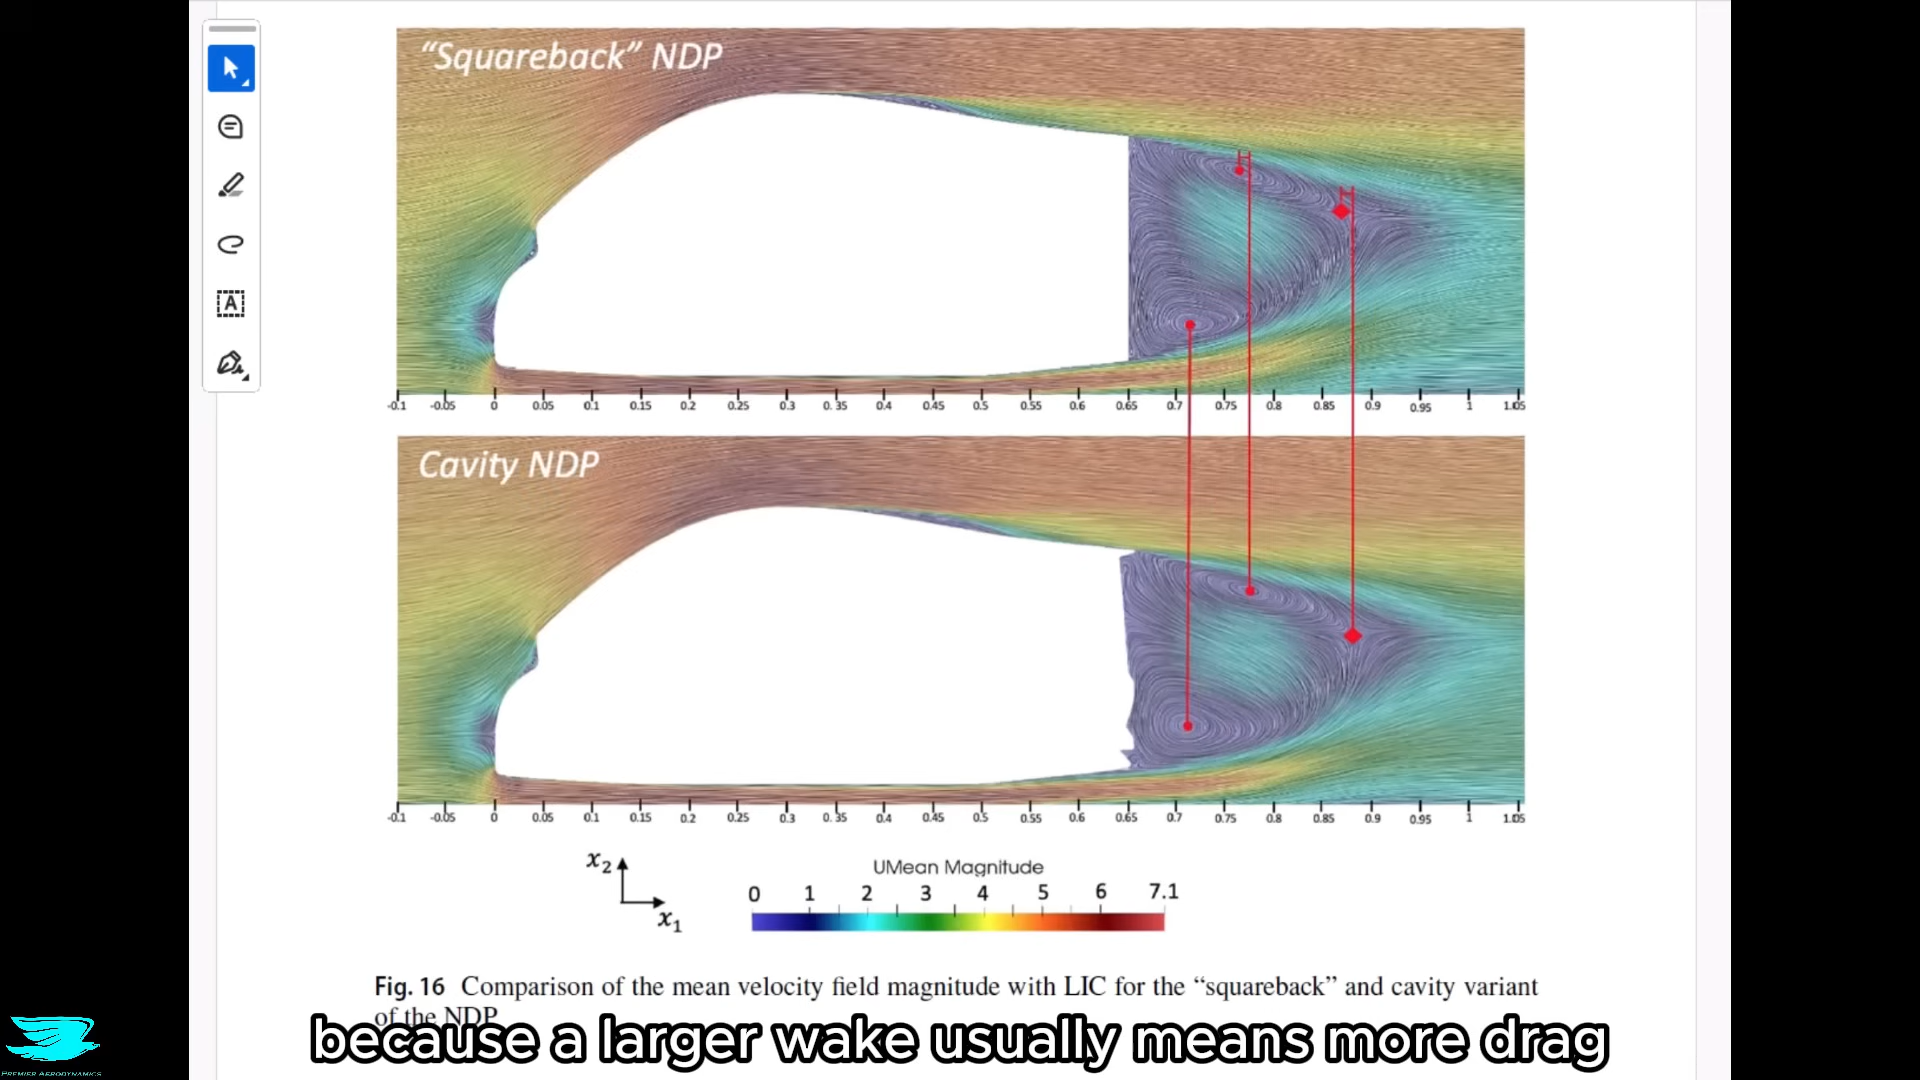 “Squareback” NDP
-0.1 -0.05 0 0.05 0.1 0.15 0.2 0.25 0.3 0.35 0.4 0.45 0.5 0.55 0.6 0.65 0.7 0.75 0.8 0.85 0.9 0.95 1 1.05
Cavity NDP
-0.1 -0.05 0 0.05 0.1 0.15 0.2 0.25 0.3 0.35 0.4 0.45 0.5 0.55 0.6 0.65 0.7 0.75 0.8 0.85 0.9 0.95 1 1.05
x2
x1
UMean Magnitude
0 1 2 3 4 5 6 7.1
Fig. 16 Comparison of the mean velocity field magnitude with LIC for the “squareback” and cavity variant
of the NDP
because a larger wake usually means more drag
A
PREMIER AERODYNAMICS